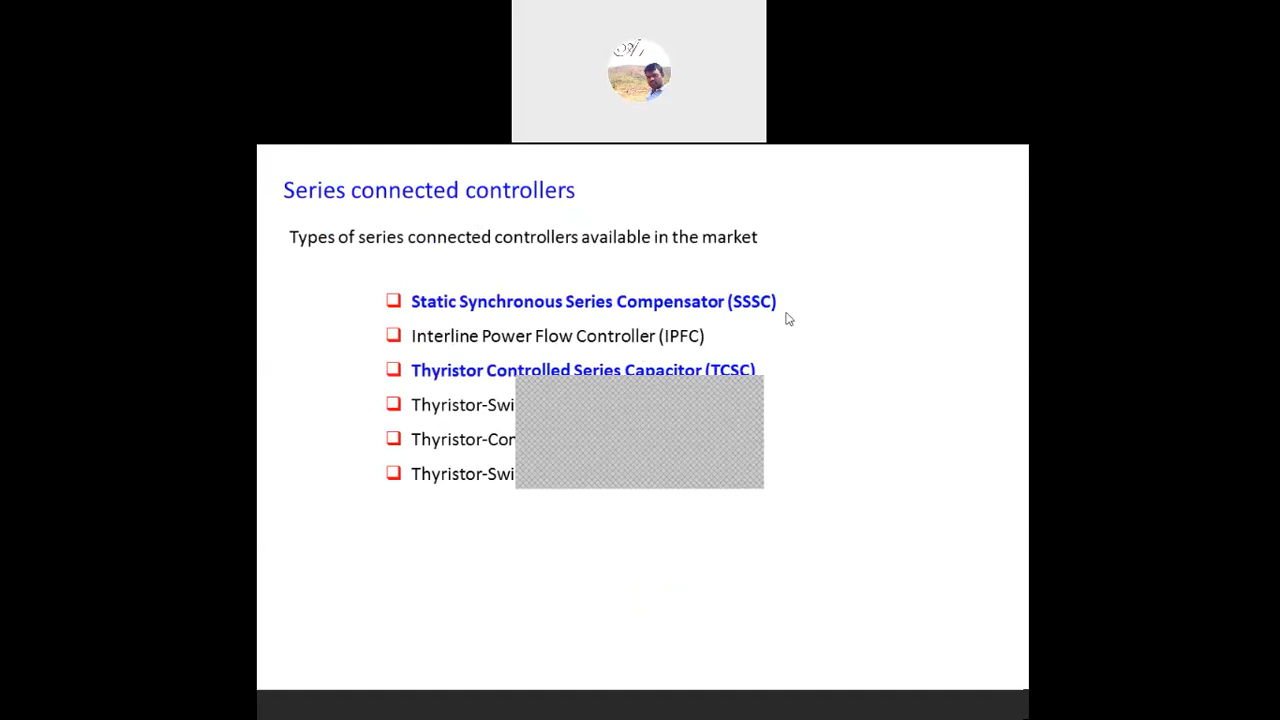 Series connected controllers
Types of series connected controllers available in the market
Static Synchronous Series Compensator (SSSC)
Interline Power Flow Controller (IPFC)
Thyristor Controlled Series Capacitor (TCSC)
Thyristor-Swi
Thyristor-Con
Thyristor-Swi